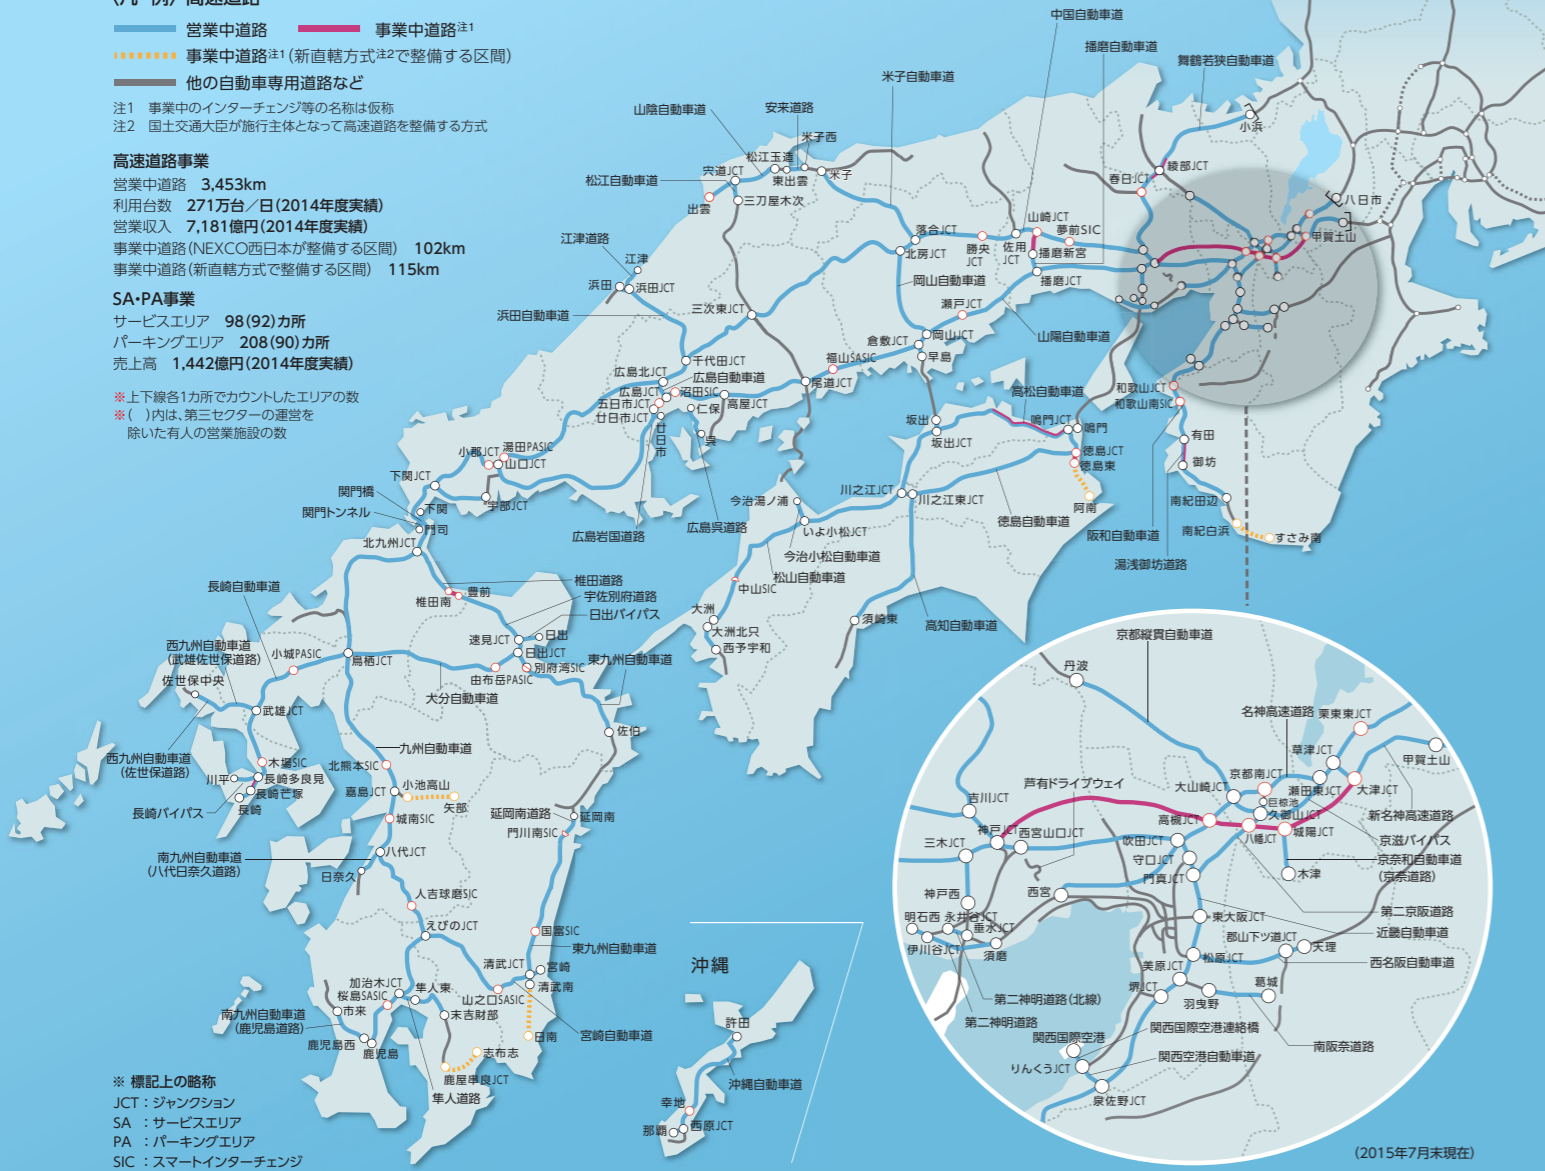 営業中道路
事業中道路注1
事業中道路注1(新直轄方式注2で整備する区間)
他の自動車専用道路など
注1 事業中のインターチェンジ等の名称は仮称
注2 国土交通大臣が施行主体となって高速道路を整備する方式
高速道路事業
営業中道路 3,453km
利用台数 271万台/日(2014年度実績)
営業収入 7,181億円(2014年度実績)
事業中道路(NEXCO西日本が整備する区間) 102km
事業中道路(新直轄方式で整備する区間) 115km
SA・PA事業
サービスエリア 98(92)カ所
パーキングエリア 208(90)カ所
売上高 1,442億円(2014年度実績)
※上下線各1カ所でカウントしたエリアの数
※( )内は、第三セクターの運営を
除いた有人の営業施設の数
中国自動車道
播磨自動車道
舞鶴若狭自動車道
米子自動車道
山陰自動車道
安来道路
米子西
松江玉造
宍道JCT
東出雲
米子
松江自動車道
出雲
三刀屋木次
小浜
綾部JCT
春日JCT
八日市
甲賀土山
山崎JCT
夢前SIC
落合JCT
勝央
JCT
佐用
JCT
播磨新宮
北房JCT
播磨JCT
岡山自動車道
瀬戸JCT
山陽自動車道
江津道路
江津
浜田
浜田JCT
浜田自動車道
三次東JCT
倉敷JCT
岡山JCT
早島
福山SASIC
千代田JCT
広島北JCT
広島自動車道
広島JCT
沼田SIC
尾道JCT
五日市JCT
廿日市JCT
仁保
高屋JCT
廿日市
呉
高松自動車道
坂出
坂出JCT
鳴門JCT
鳴門
徳島JCT
徳島東
阿南
和歌山JCT
和歌山南SIC
有田
御坊
南紀田辺
南紀白浜
すさみ南
阪和自動車道
湯浅御坊道路
小郡JCT
湯田PASIC
山口JCT
下関JCT
関門橋
関門トンネル
下関
門司
宇部JCT
北九州JCT
広島岩国道路
広島呉道路
今治湯ノ浦
川之江JCT
川之江東JCT
いよ小松JCT
徳島自動車道
今治小松自動車道
松山自動車道
中山SIC
大洲
大洲北只
西予宇和
須崎東
高知自動車道
長崎自動車道
椎田道路
宇佐別府道路
日出バイパス
豊前
椎田南
速見JCT
日出
日出JCT
別府湾SIC
東九州自動車道
由布岳PASIC
大分自動車道
西九州自動車道
(武雄佐世保道路)
小城PASIC
鳥栖JCT
佐世保中央
武雄JCT
佐伯
西九州自動車道
(佐世保道路)
九州自動車道
木場SIC
北熊本SIC
川平
長崎多良見
長崎芒塚
長崎バイパス
長崎
嘉島JCT
小池高山
矢部
城南SIC
延岡南道路
延岡南
門川南SIC
南九州自動車道
(八代日奈久道路)
八代JCT
日奈久
人吉球磨SIC
えびのJCT
国富SIC
東九州自動車道
清武JCT
宮崎
清武南
加治木JCT
桜島SASIC
隼人東
山之口SASIC
市来
末吉財部
南九州自動車道
(鹿児島道路)
鹿児島西
鹿児島
日南
宮崎自動車道
志布志
鹿屋串良JCT
隼人道路
沖縄
許田
沖縄自動車道
幸地
那覇
西原JCT
京都縦貫自動車道
丹波
名神高速道路
栗東東JCT
草津JCT
甲賀土山
京都南JCT
大山崎JCT
瀬田東JCT
大津JCT
巨椋池
久御山JCT
新名神高速道路
芦有ドライブウェイ
吉川JCT
神戸JCT
西宮山口JCT
高槻JCT
八幡JCT
城陽JCT
京滋バイパス
三木JCT
吹田JCT
守口JCT
門真JCT
京奈和自動車道
(京奈道路)
木津
神戸西
西宮
第二京阪道路
明石西
永井谷JCT
垂水JCT
東大阪JCT
近畿自動車道
伊川谷JCT
須磨
郡山下ツ道JCT
天理
松原JCT
西名阪自動車道
美原JCT
堺JCT
羽曳野
葛城
第二神明道路(北線)
第二神明道路
関西国際空港連絡橋
関西国際空港
関西空港自動車道
南阪奈道路
りんくうJCT
泉佐野JCT
※ 標記上の略称
JCT:ジャンクション
SA :サービスエリア
PA :パーキングエリア
SIC:スマートインターチェンジ
(2015年7月末現在)